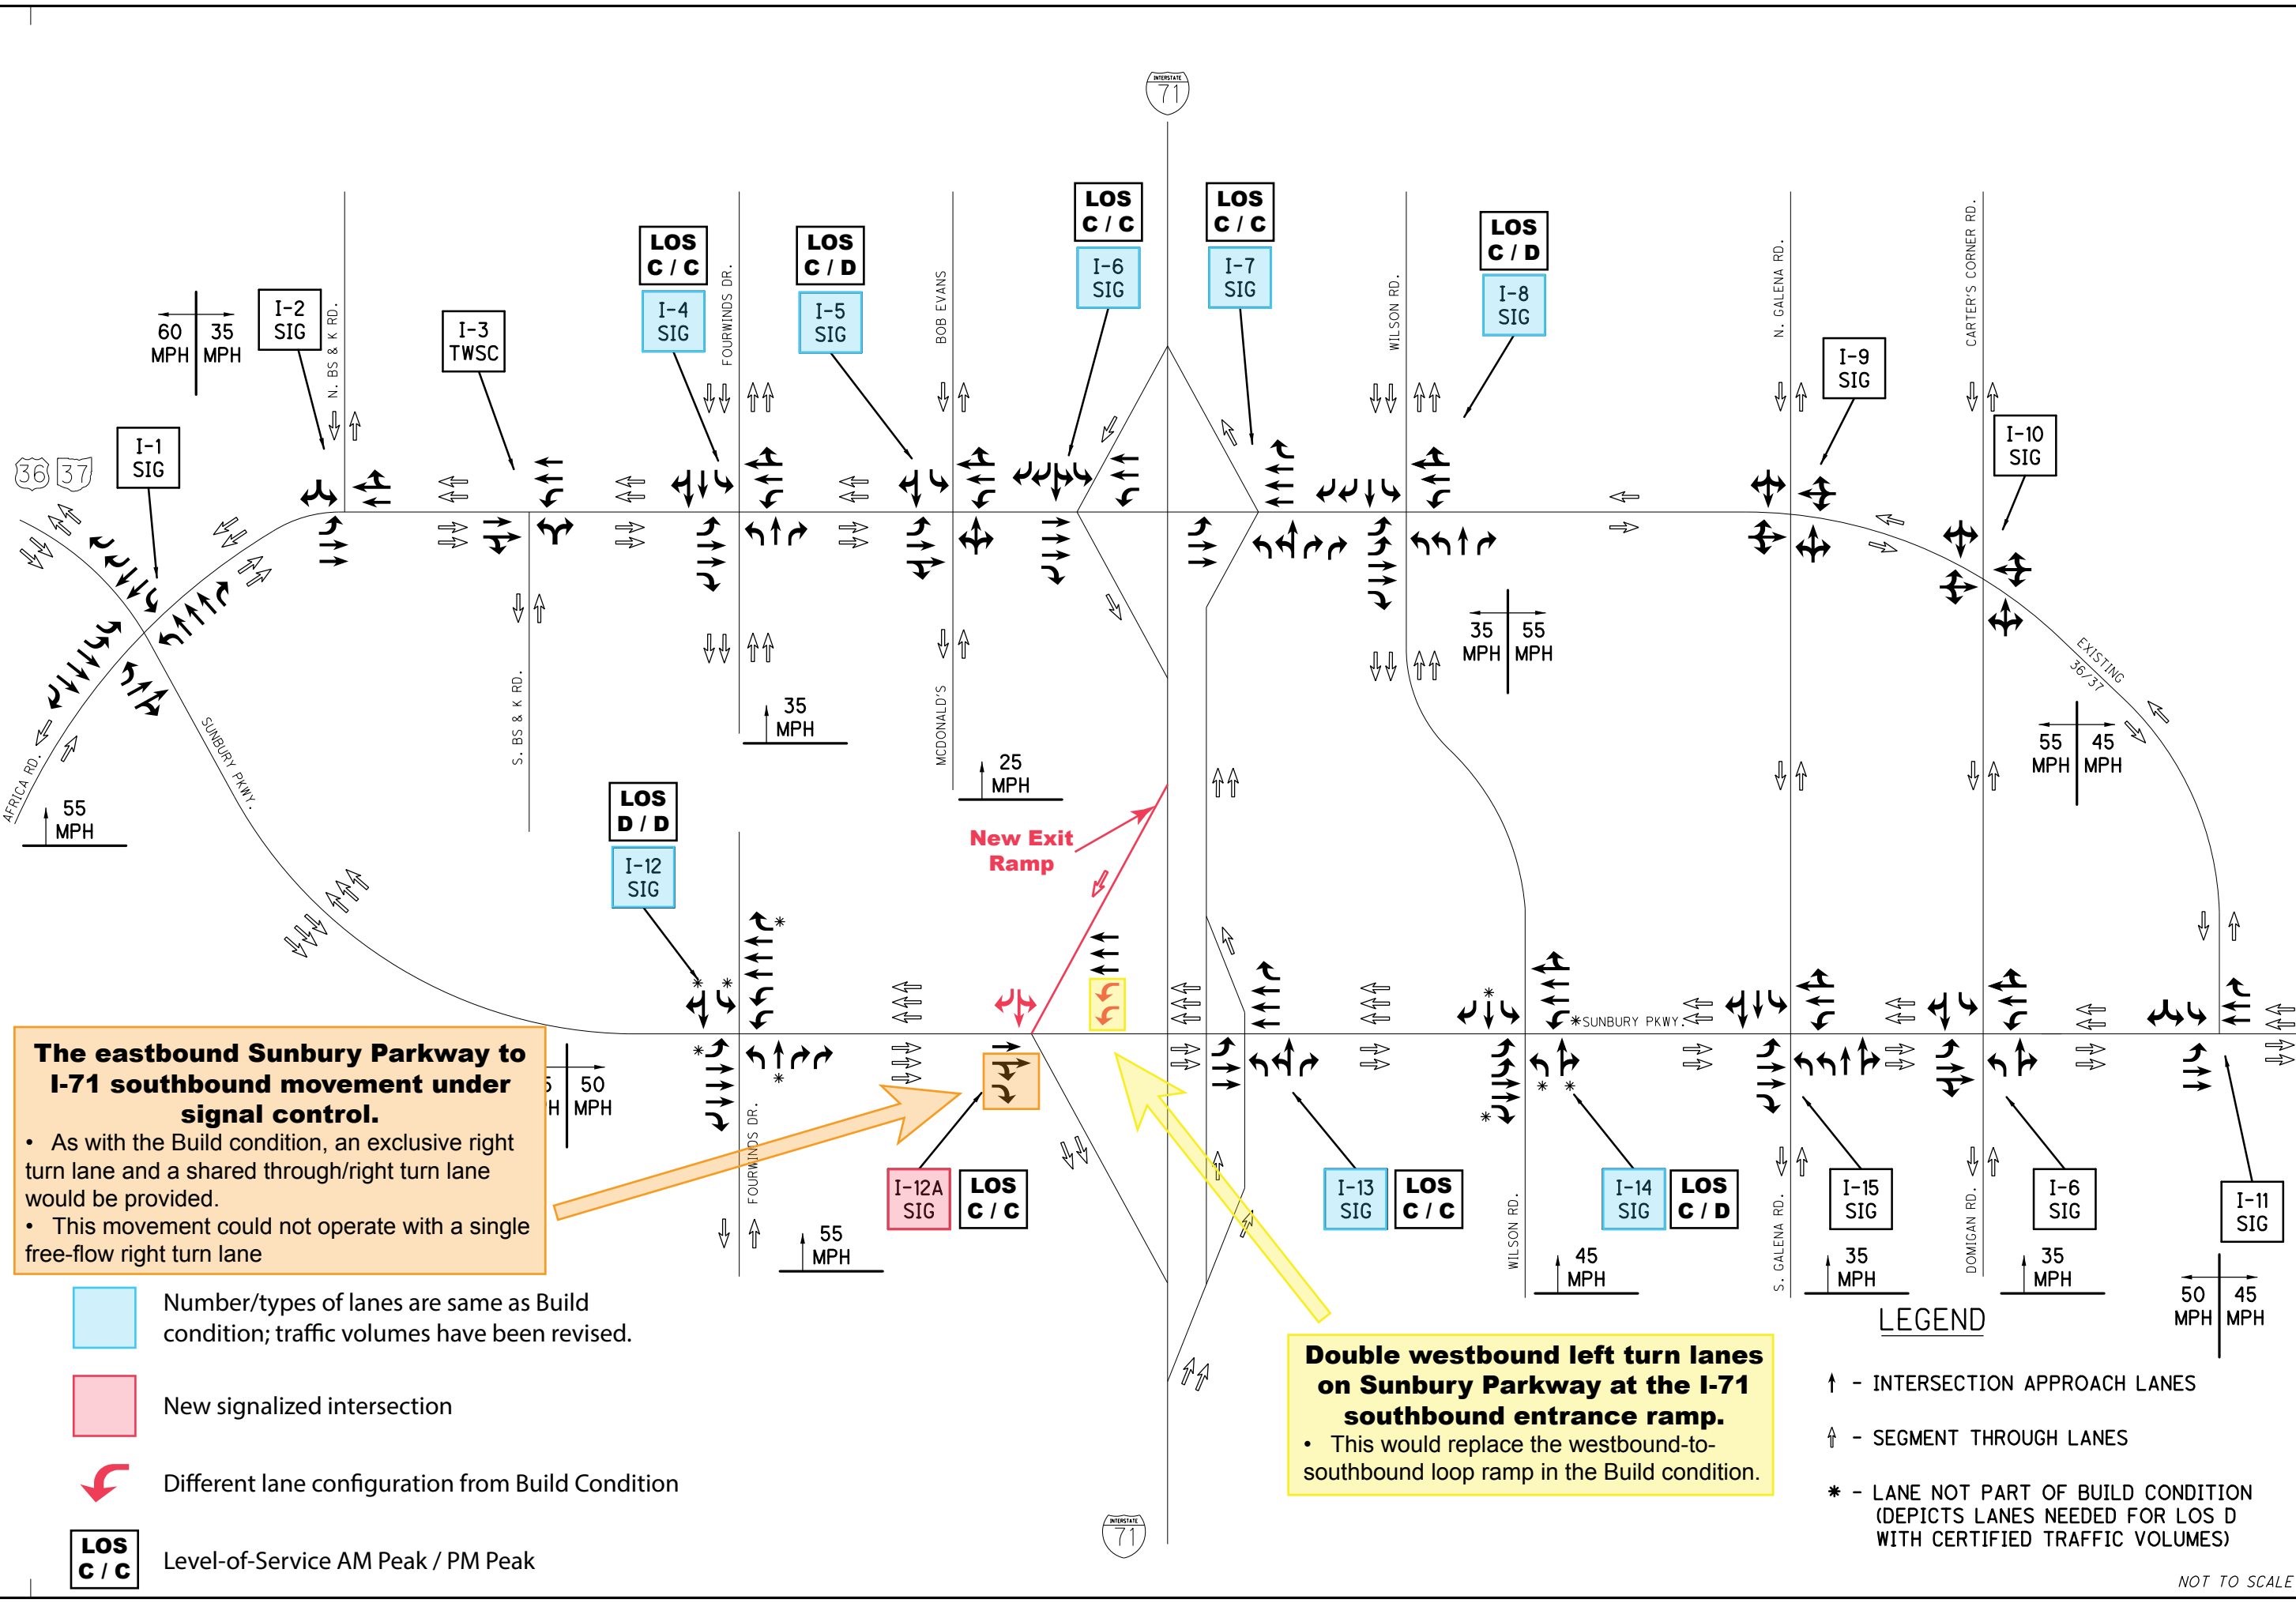 INTERSTATE
71
LOS
C / C
I-6
SIG
LOS
C / C
I-7
SIG
LOS
C / D
I-8
SIG
LOS
C / C
I-4
SIG
LOS
C / D
I-5
SIG
FOURWINDS DR.
BOB EVANS
WILSON RD.
N. GALENA RD.
CARTER'S CORNER RD.
60
MPH
35
MPH
I-2
SIG
N. BS & K RD.
I-3
TWSC
I-9
SIG
I-10
SIG
36
37
I-1
SIG
35
MPH
55
MPH
EXISTING
36/37
S. BS & K RD.
MCDONALD'S
35
MPH
25
MPH
55
MPH
45
MPH
SUNBURY PKWY.
AFRICA RD.
55
MPH
LOS
D / D
I-12
SIG
New Exit
Ramp
*
* *
*
*SUNBURY PKWY.
*
*
* *
*
The eastbound Sunbury Parkway to
I-71 southbound movement under
signal control.
• As with the Build condition, an exclusive right
turn lane and a shared through/right turn lane
would be provided.
• This movement could not operate with a single
free-flow right turn lane
5
H
50
MPH
FOURWINDS DR.
I-12A
SIG
LOS
C / C
I-13
SIG
LOS
C / C
I-14
SIG
LOS
C / D
I-15
SIG
I-6
SIG
I-11
SIG
55
MPH
WILSON RD.
45
MPH
S. GALENA RD.
35
MPH
DOMIGAN RD.
35
MPH
50
MPH
45
MPH
Number/types of lanes are same as Build
condition; traffic volumes have been revised.
New signalized intersection
Different lane configuration from Build Condition
LOS
C / C
Level-of-Service AM Peak / PM Peak
Double westbound left turn lanes
on Sunbury Parkway at the I-71
southbound entrance ramp.
• This would replace the westbound-to-
southbound loop ramp in the Build condition.
INTERSTATE
71
LEGEND
- INTERSECTION APPROACH LANES
- SEGMENT THROUGH LANES
* - LANE NOT PART OF BUILD CONDITION
(DEPICTS LANES NEEDED FOR LOS D
WITH CERTIFIED TRAFFIC VOLUMES)
NOT TO SCALE